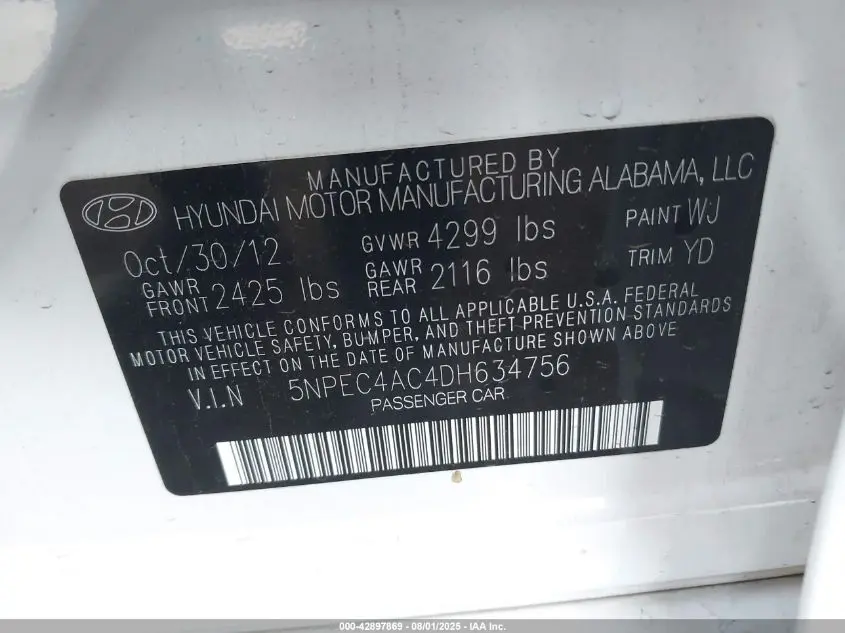 MANUFACTURED BY
HYUNDAI MOTOR MANUFACTURING ALABAMA, LLC
Oct/30/12 GVWR 4299 lbs PAINT WJ
GAWR FRONT 2425 lbs GAWR REAR 2116 lbs TRIM YD
THIS VEHICLE CONFORMS TO ALL APPLICABLE U.S.A. FEDERAL
MOTOR VEHICLE SAFETY, BUMPER, AND THEFT PREVENTION STANDARDS
IN EFFECT ON THE DATE OF MANUFACTURE SHOWN ABOVE
V.I.N 5NPEC4AC4DH634756
PASSENGER CAR
000-42897869 | 08/01/2025 - IAA Inc.